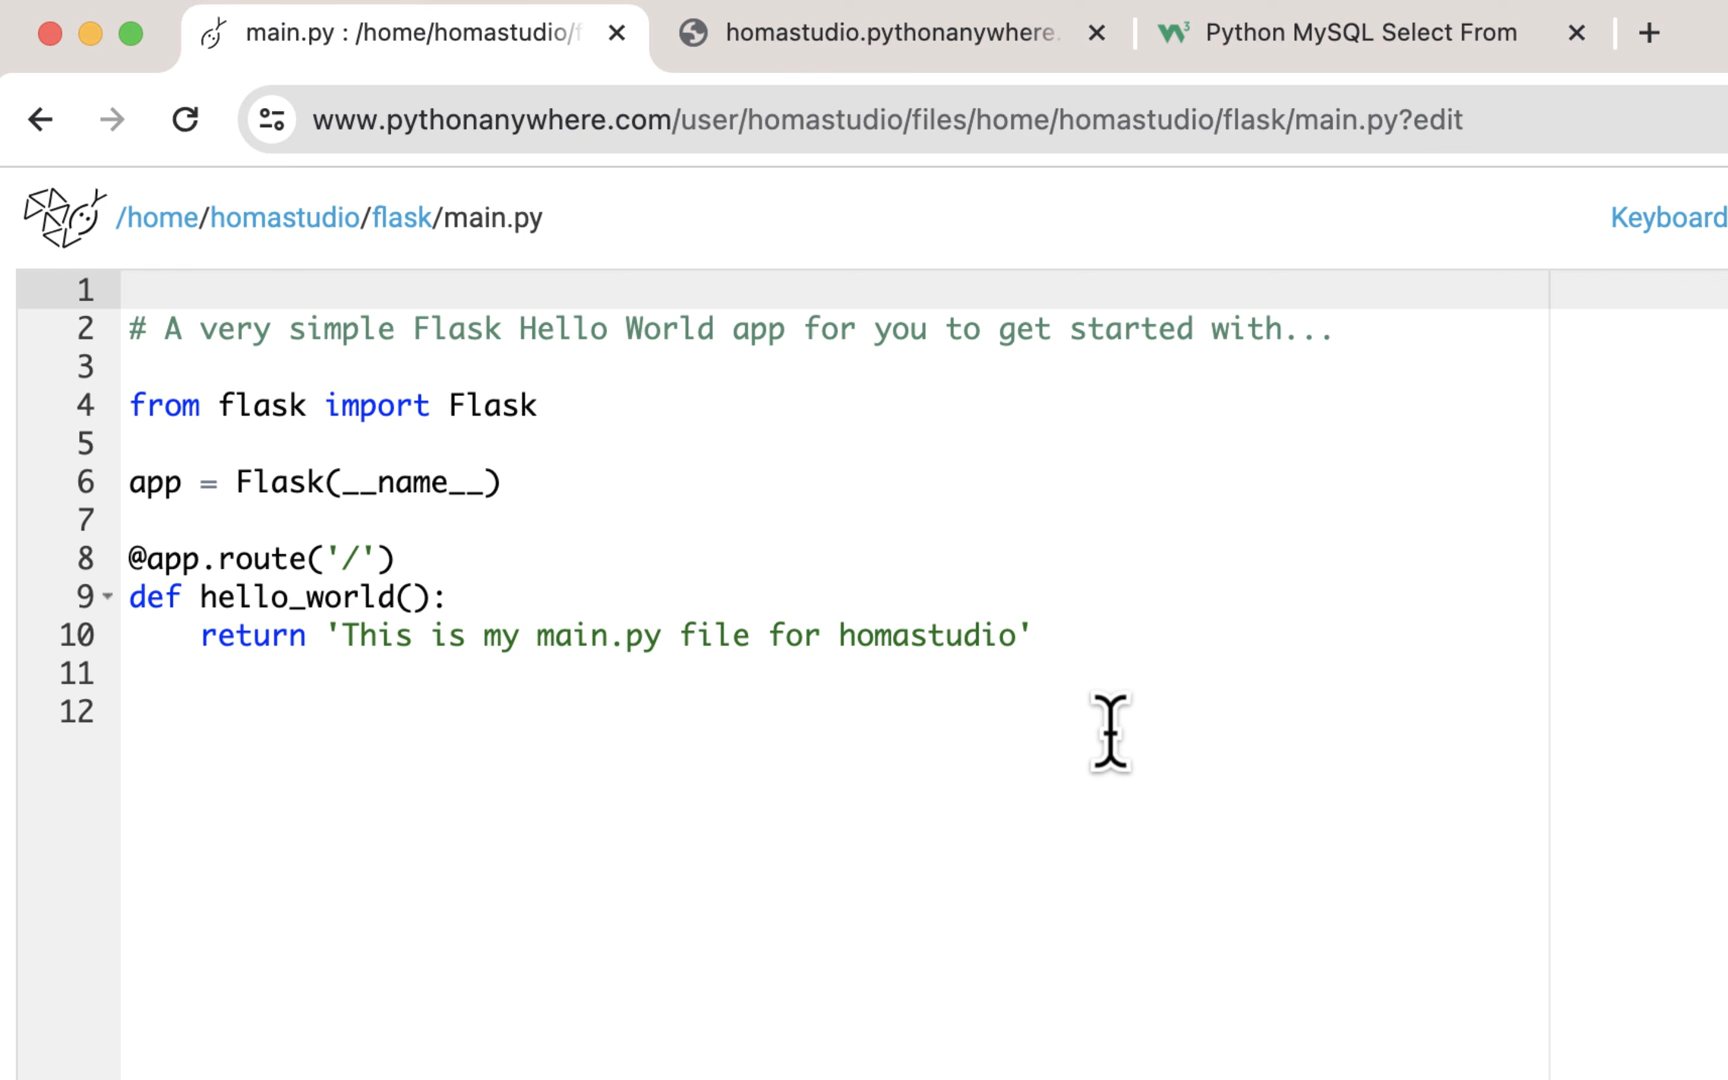 main.py : /home/homastudio/f
homastudio.pythonanywhere.
Python MySQL Select From
www.pythonanywhere.com/user/homastudio/files/home/homastudio/flask/main.py?edit
/home/homastudio/flask/main.py
Keyboard
1
2 # A very simple Flask Hello World app for you to get started with...
3
4 from flask import Flask
5
6 app = Flask(__name__)
7
8 @app.route('/')
9 def hello_world():
10     return 'This is my main.py file for homastudio'
11
12